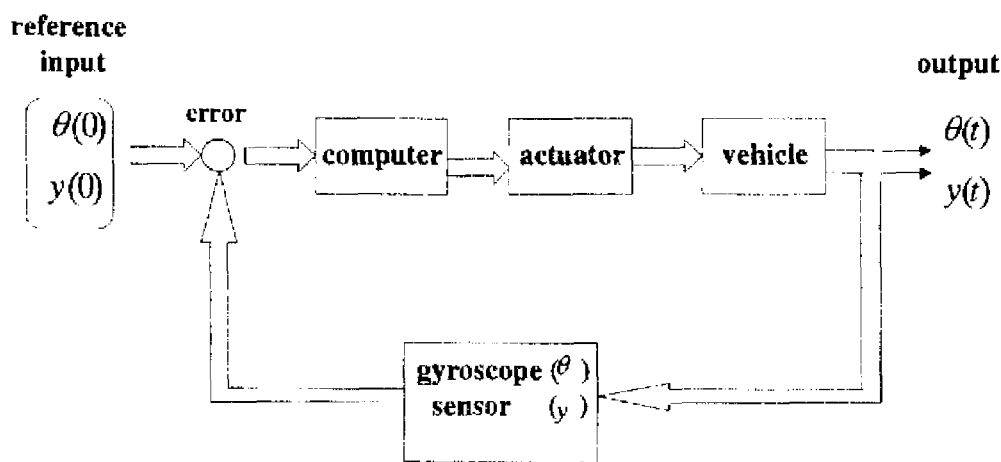 reference
input
θ(0)
y(0)
error
computer
actuator
vehicle
output
θ(t)
y(t)
gyroscope (θ)
sensor (y)